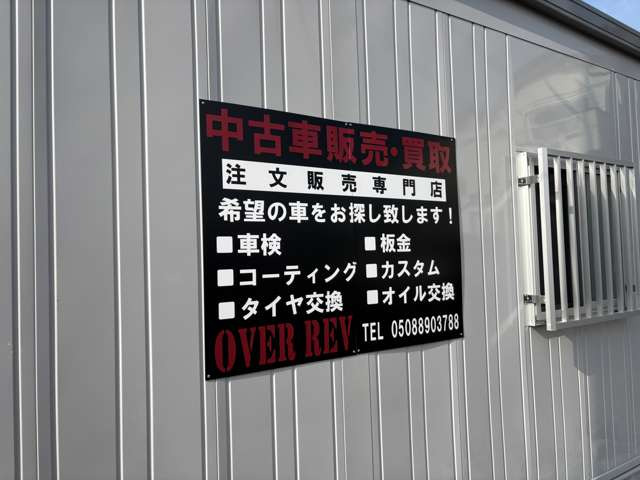 中古車販売・買取
注文販売専門店
希望の車をお探し致します！
■車検 ■板金
■コーティング ■カスタム
■タイヤ交換 ■オイル交換
OVER REV TEL 05088903788